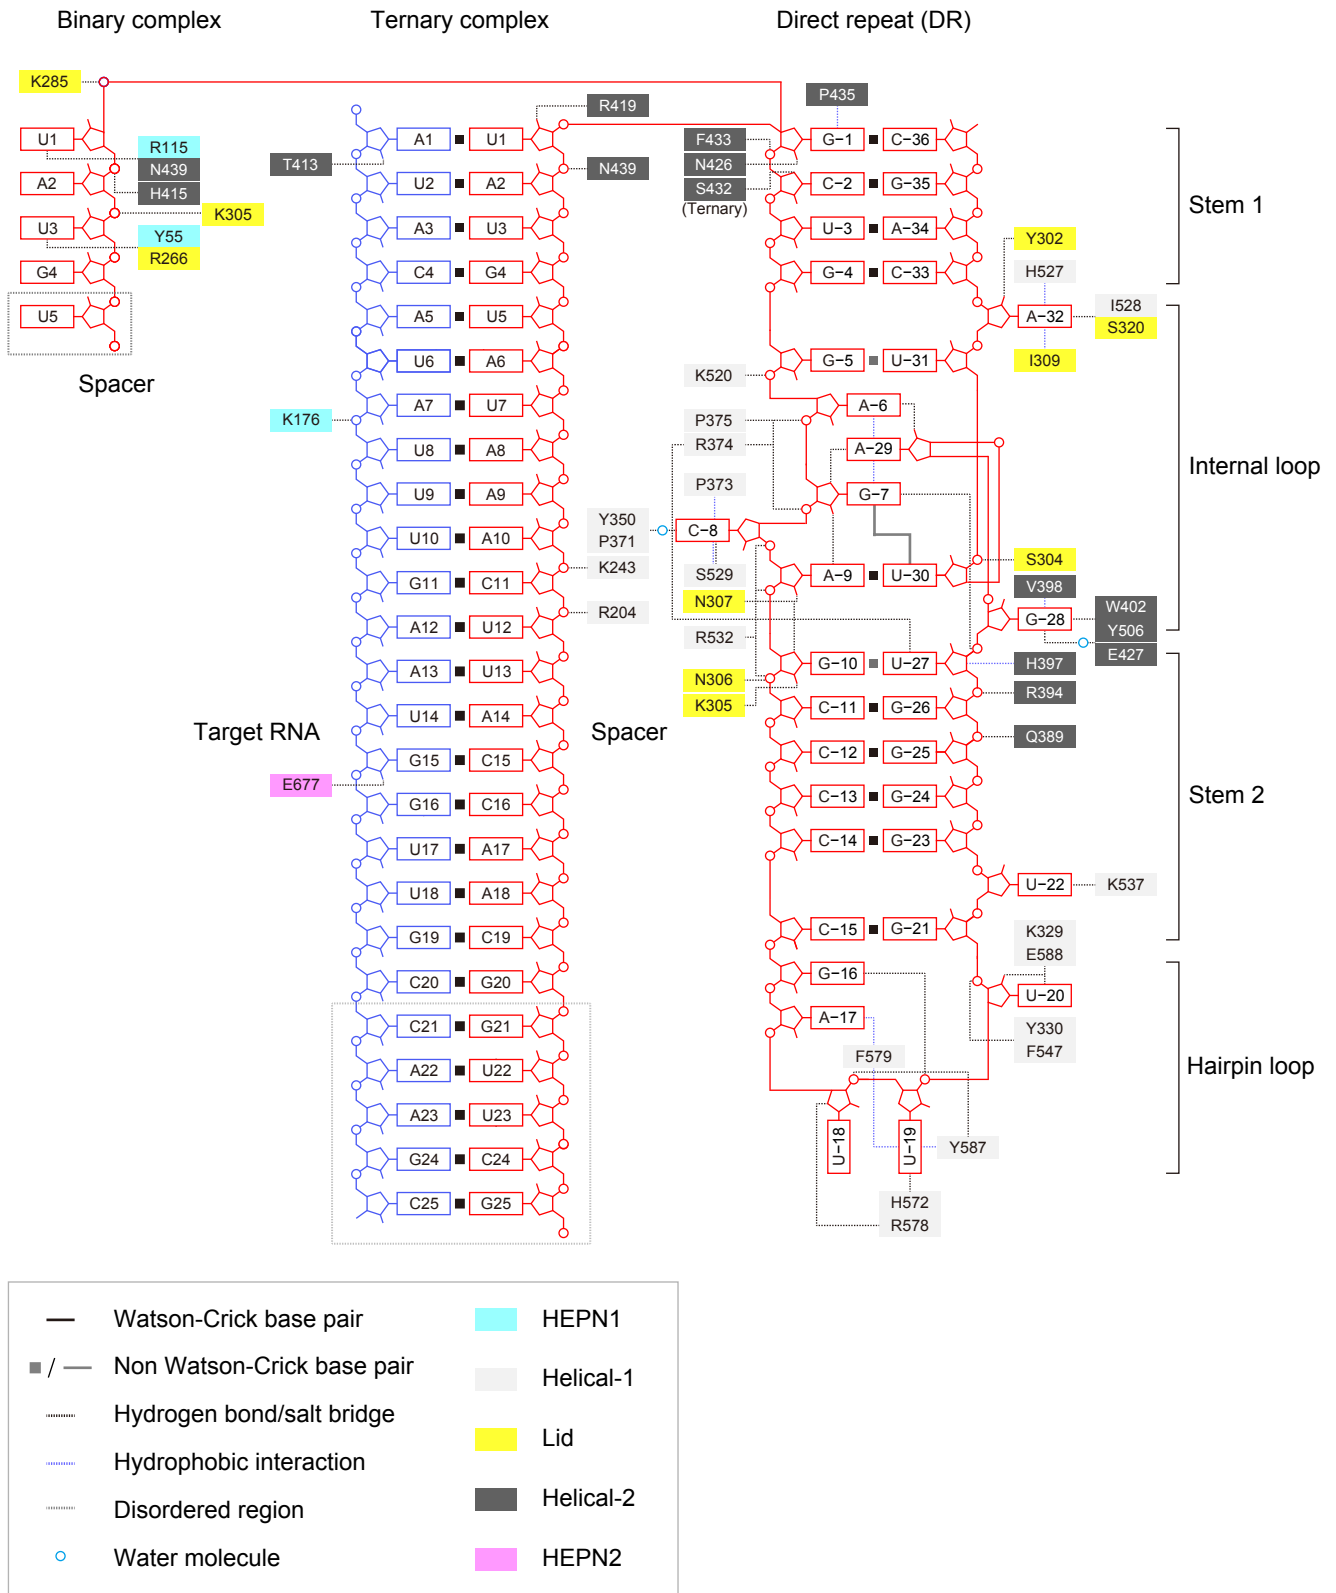 Binary complex
Ternary complex
Direct repeat (DR)
K285
U1
R115
N439
A2
H415
K305
U3
Y55
R266
G4
U5
Spacer
R419
A1 U1
T413
N439
U2 A2
A3 U3
C4 G4
A5 U5
U6 A6
K176
A7 U7
U8 A8
U9 A9
U10 A10
K243
G11 C11
R204
A12 U12
A13 U13
U14 A14
Target RNA
Spacer
G15 C15
E677
G16 C16
U17 A17
U18 A18
G19 C19
C20 G20
C21 G21
A22 U22
A23 U23
G24 C24
C25 G25
P435
F433
G−1 C−36
N426
S432
(Ternary)
C−2 G−35
U−3 A−34
G−4 C−33
Stem 1
Y302
H527
I528
A−32
S320
I309
G−5 U−31
K520
A−6
P375
R374
A−29
Internal loop
P373
G−7
Y350
P371
C−8
S529
A−9 U−30
S304
N307
V398
W402
G−28
Y506
E427
R532
G−10 U−27
H397
N306
R394
K305
C−11 G−26
Q389
C−12 G−25
C−13 G−24
Stem 2
C−14 G−23
U−22
K537
C−15 G−21
K329
E588
G−16
U−20
A−17
Y330
F547
F579
Hairpin loop
U−18
U−19
Y587
H572
R578
Watson-Crick base pair
■ / — Non Watson-Crick base pair
Hydrogen bond/salt bridge
Hydrophobic interaction
Disordered region
Water molecule
HEPN1
Helical-1
Lid
Helical-2
HEPN2